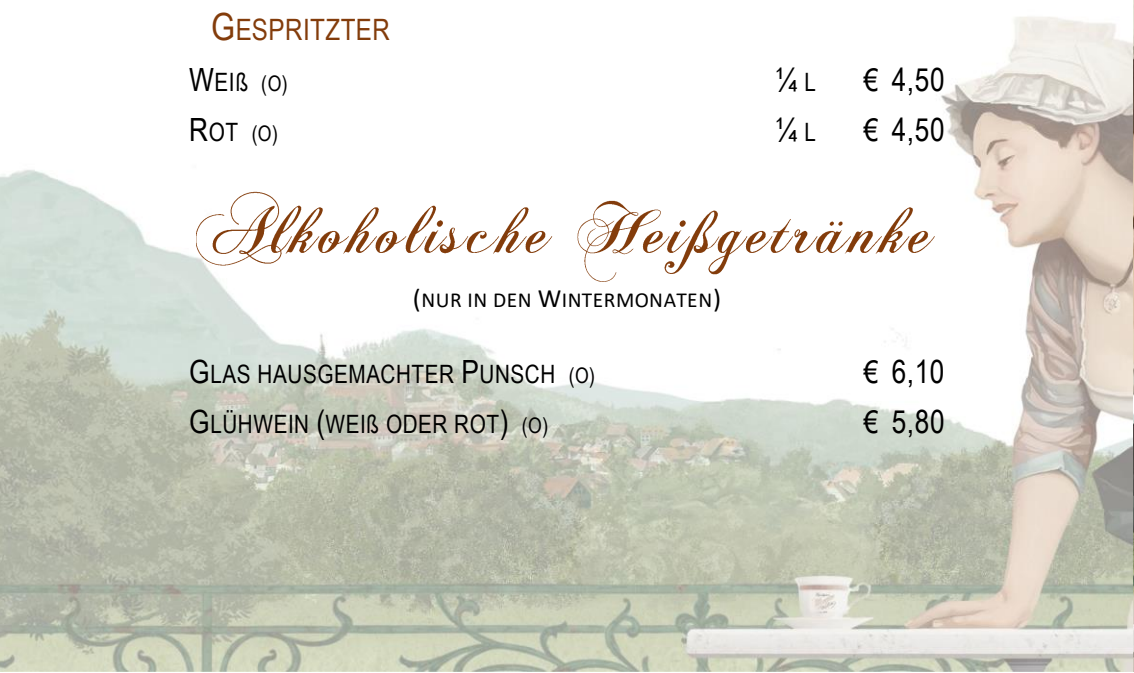 GESPRITZTER
WEIß (O) ¼ L € 4,50
ROT (O) ¼ L € 4,50
Alkoholische Heißgetränke
(NUR IN DEN WINTERMONATEN)
GLAS HAUSGEMACHTER PUNSCH (O) € 6,10
GLÜHWEIN (WEIß ODER ROT) (O) € 5,80